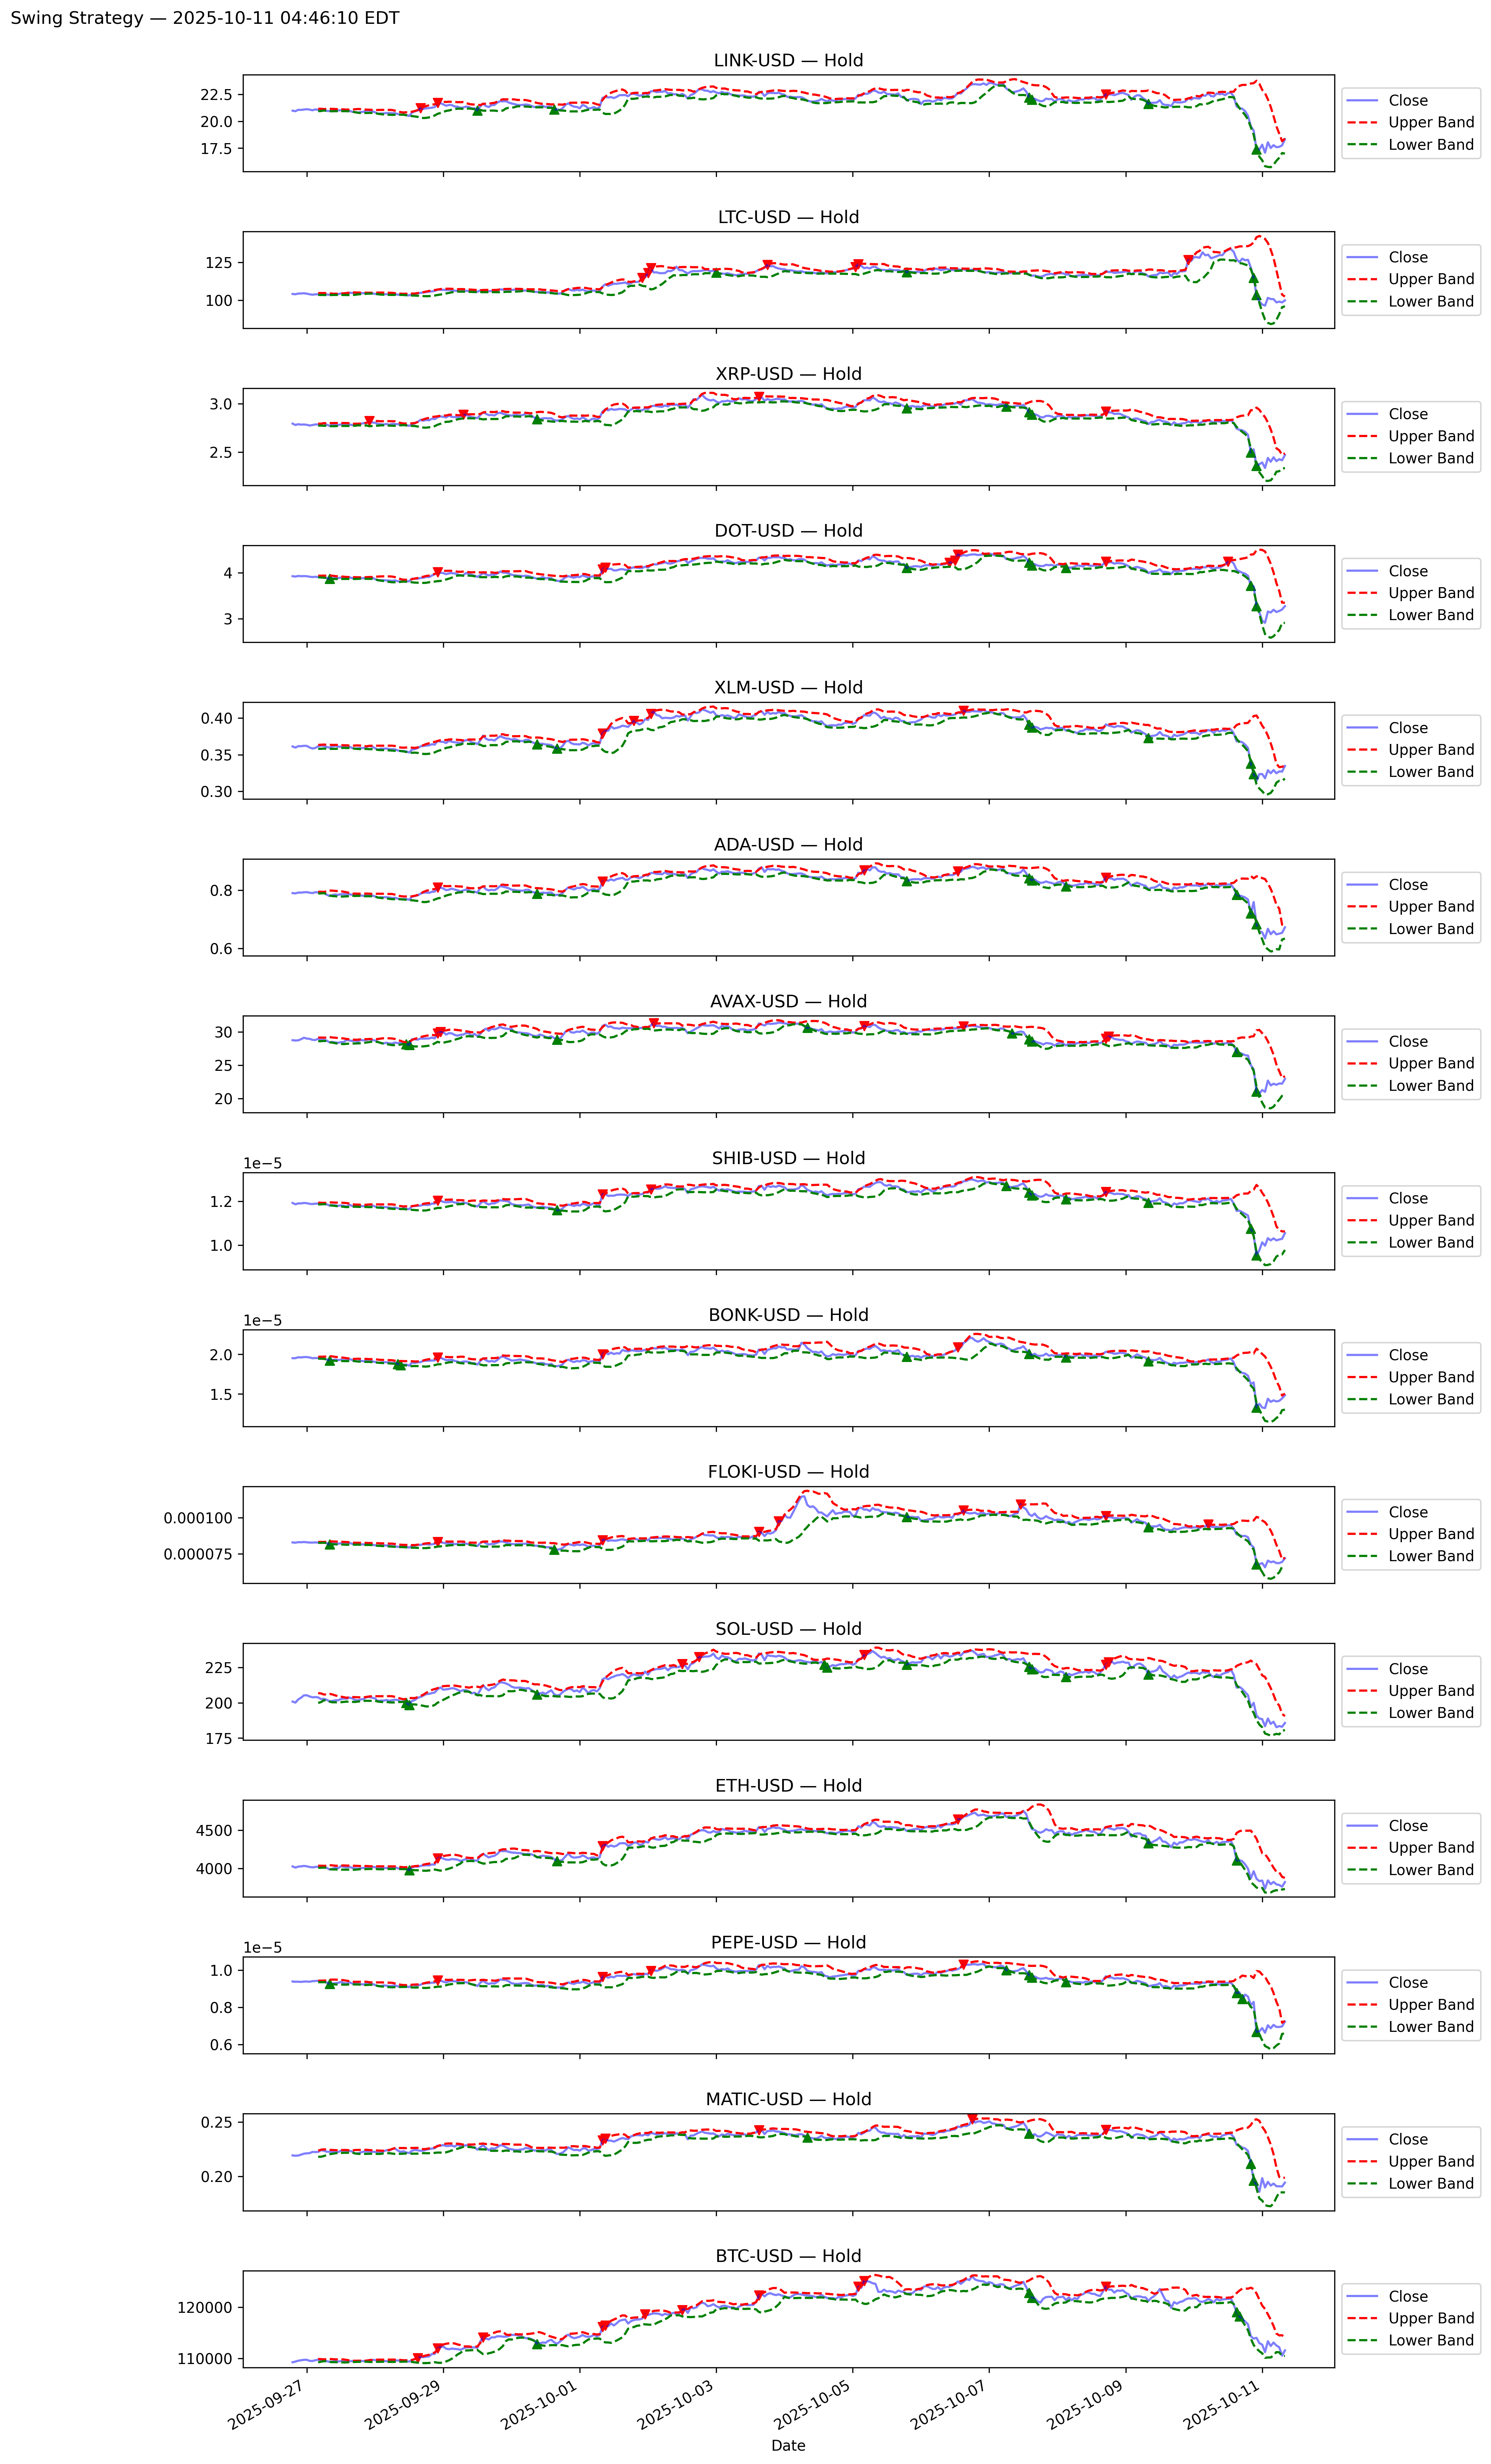 Swing Strategy — 2025-10-11 04:46:10 EDT
LINK-USD — Hold
22.5
20.0
17.5
Close
Upper Band
Lower Band
LTC-USD — Hold
125
100
Close
Upper Band
Lower Band
XRP-USD — Hold
3.0
2.5
Close
Upper Band
Lower Band
DOT-USD — Hold
4
3
Close
Upper Band
Lower Band
XLM-USD — Hold
0.40
0.35
0.30
Close
Upper Band
Lower Band
ADA-USD — Hold
0.8
0.6
Close
Upper Band
Lower Band
AVAX-USD — Hold
30
25
20
Close
Upper Band
Lower Band
SHIB-USD — Hold
1e−5
1.2
1.0
Close
Upper Band
Lower Band
BONK-USD — Hold
1e−5
2.0
1.5
Close
Upper Band
Lower Band
FLOKI-USD — Hold
0.000100
0.000075
Close
Upper Band
Lower Band
SOL-USD — Hold
225
200
175
Close
Upper Band
Lower Band
ETH-USD — Hold
4500
4000
Close
Upper Band
Lower Band
PEPE-USD — Hold
1e−5
1.0
0.8
0.6
Close
Upper Band
Lower Band
MATIC-USD — Hold
0.25
0.20
Close
Upper Band
Lower Band
BTC-USD — Hold
120000
110000
Close
Upper Band
Lower Band
2025-09-27
2025-09-29
2025-10-01
2025-10-03
2025-10-05
2025-10-07
2025-10-09
2025-10-11
Date